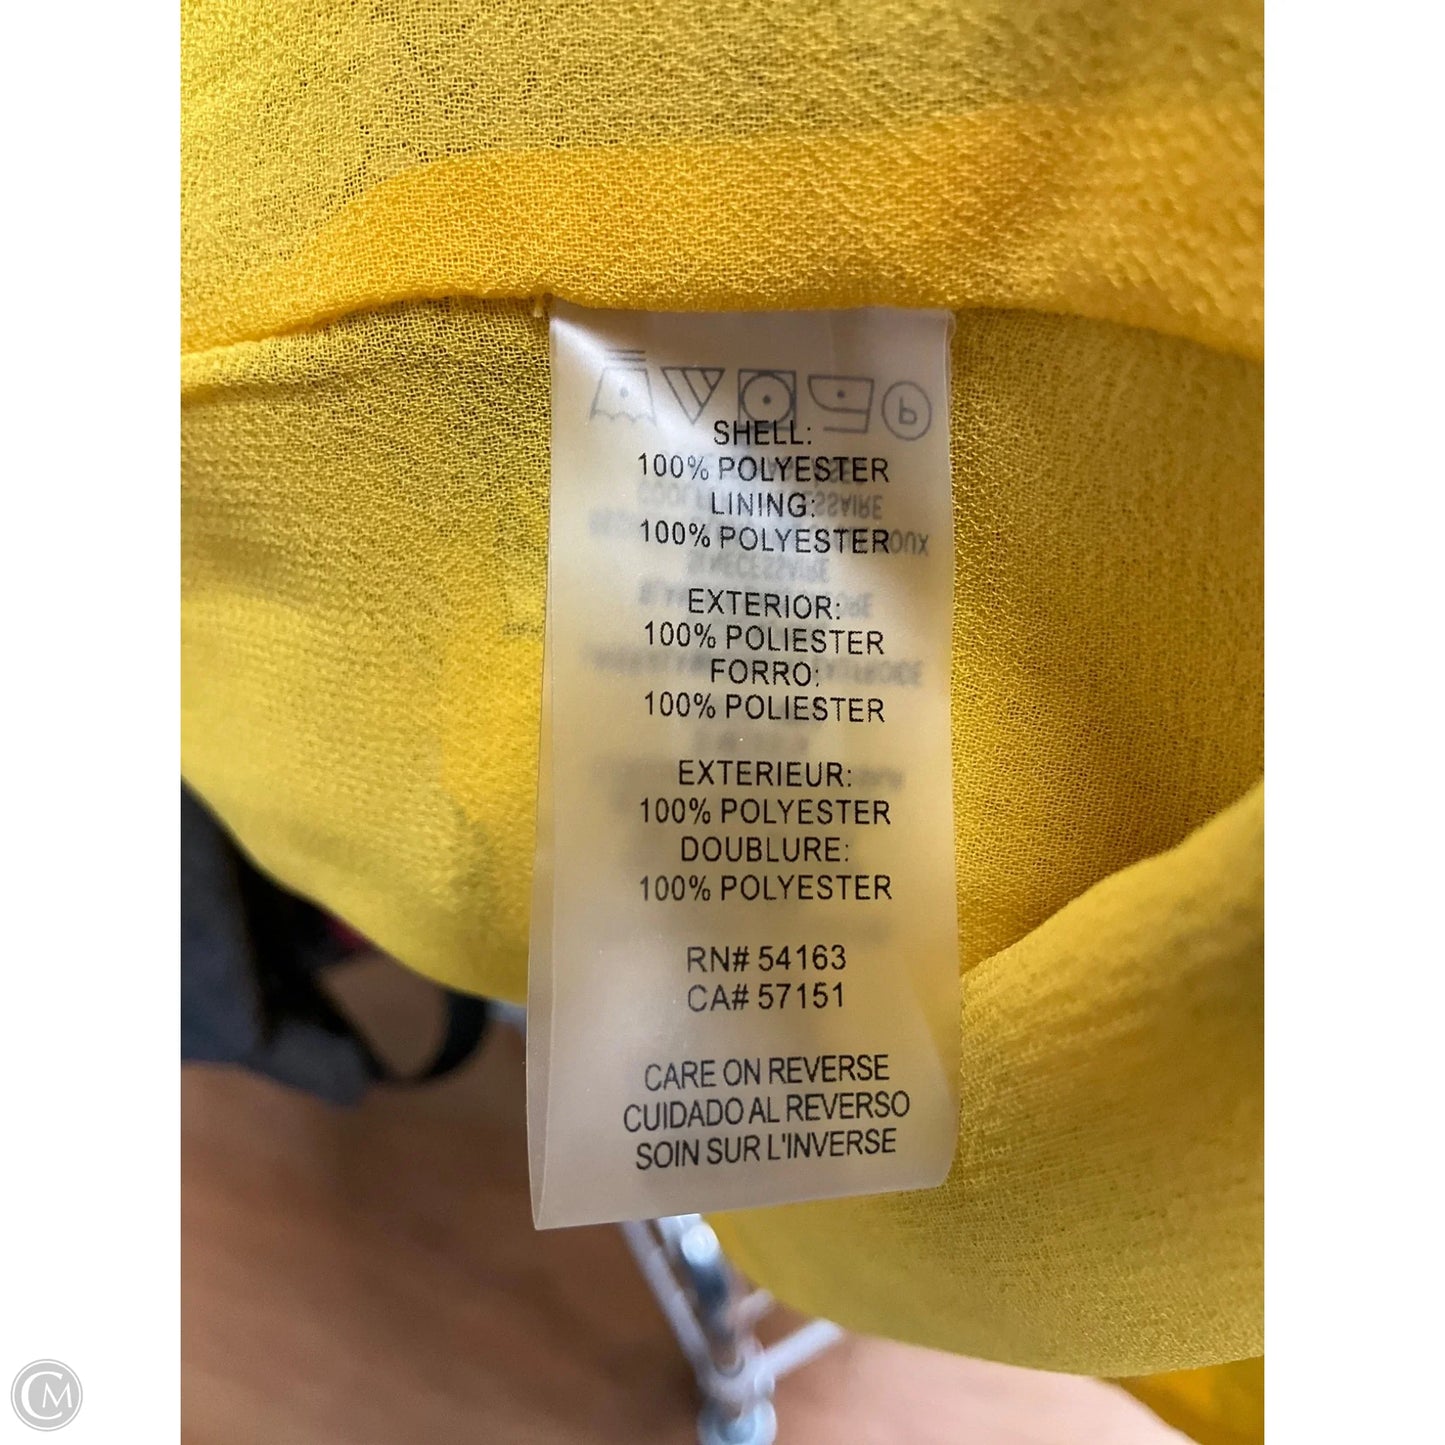 SHELL:
100% POLYESTER
LINING:
100% POLYESTER
EXTERIOR:
100% POLIESTER
FORRO:
100% POLIESTER
EXTERIEUR:
100% POLYESTER
DOUBLURE:
100% POLYESTER
RN# 54163
CA# 57151
CARE ON REVERSE
CUIDADO AL REVERSO
SOIN SUR L'INVERSE
CM